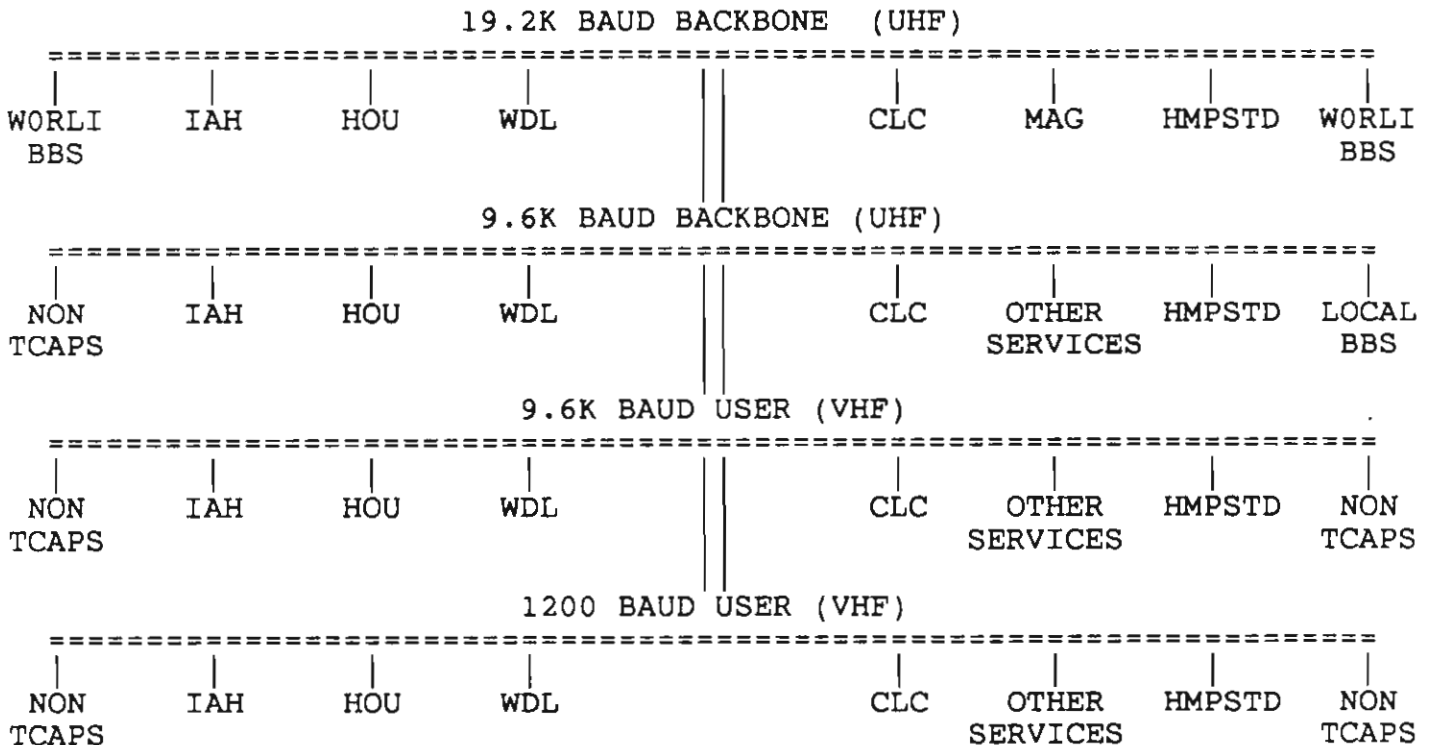 19.2K BAUD BACKBONE (UHF)
W0RLI IAH HOU WDL CLC MAG HMPSTD W0RLI
BBS BBS
9.6K BAUD BACKBONE (UHF)
NON IAH HOU WDL CLC OTHER HMPSTD LOCAL
TCAPS SERVICES BBS
9.6K BAUD USER (VHF)
NON IAH HOU WDL CLC OTHER HMPSTD NON
TCAPS SERVICES TCAPS
1200 BAUD USER (VHF)
NON IAH HOU WDL CLC OTHER HMPSTD NON
TCAPS SERVICES TCAPS